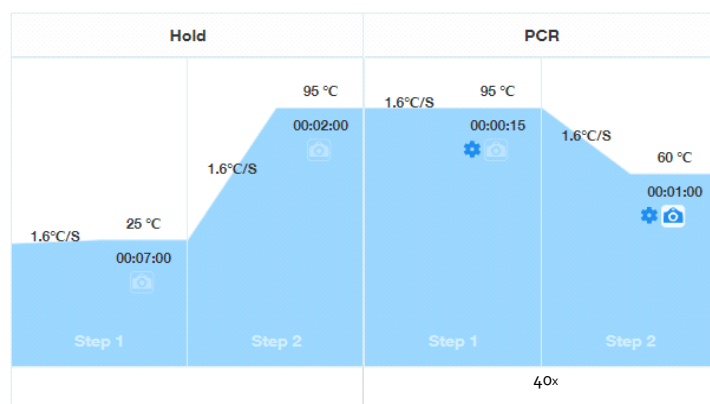 Hold
PCR
1.6°C/S
25 °C
00:07:00
Step 1
1.6°C/S
95 °C
00:02:00
Step 2
1.6°C/S
95 °C
00:00:15
Step 1
1.6°C/S
60 °C
00:01:00
Step 2
40x